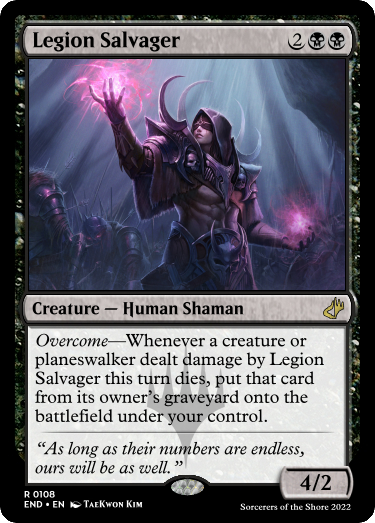 Legion Salvager 2
Creature — Human Shaman
Overcome—Whenever a creature or
planeswalker dealt damage by Legion
Salvager this turn dies, put that card
from its owner's graveyard onto the
battlefield under your control.
"As long as their numbers are endless,
ours will be as well."
4/2
R 0108
END • EN TaeKwon Kim
Sorcerers of the Shore 2022